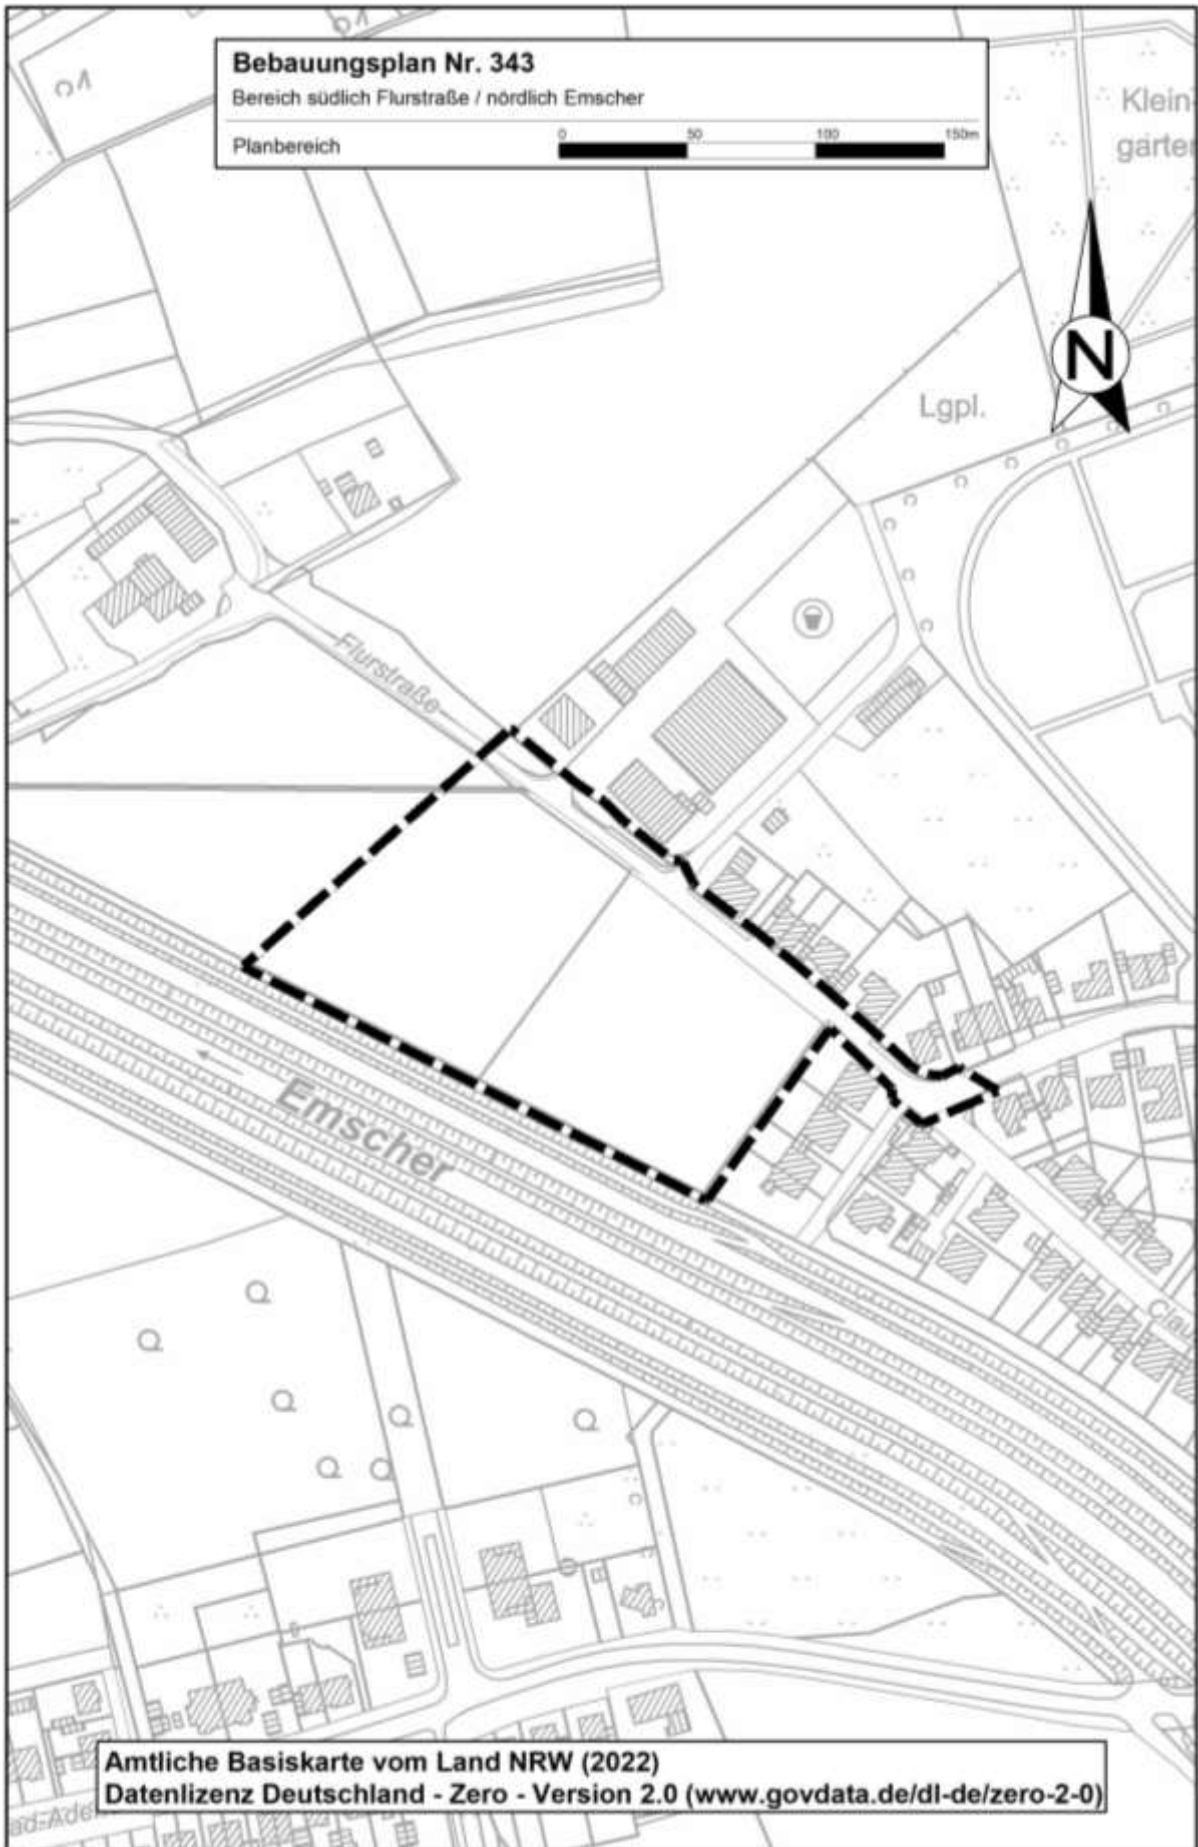 Bebauungsplan Nr. 343
Bereich südlich Flurstraße / nördlich Emscher
Planbereich
0 50 100 150m
Klein
gärten
N
Lgpl.
Flurstraße
Emscher
Amtliche Basiskarte vom Land NRW (2022)
Datenlizenz Deutschland - Zero - Version 2.0 (www.govdata.de/dl-de/zero-2-0)